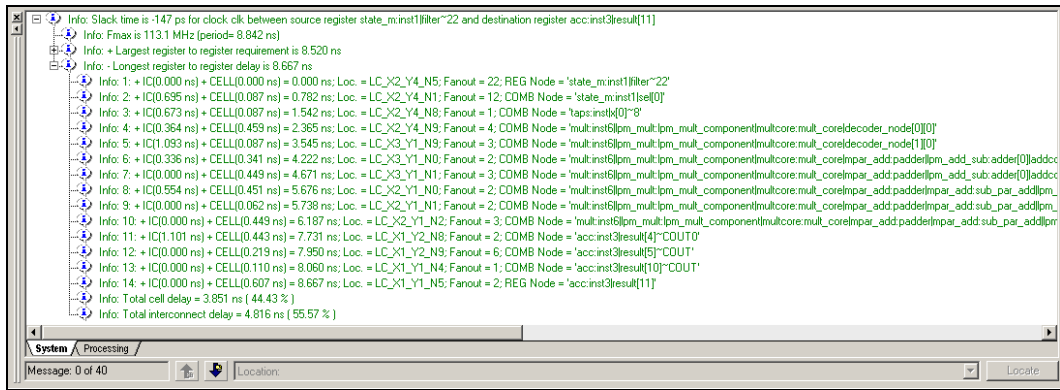 Info: Slack time is -147 ps for clock clk between source register state_m:inst1|filter~22 and destination register acc:inst3|result[11]
Info: Fmax is 113.1 MHz (period= 8.842 ns)
Info: + Largest register to register requirement is 8.520 ns
Info: - Longest register to register delay is 8.667 ns
Info: 1: + IC(0.000 ns) + CELL(0.000 ns) = 0.000 ns; Loc. = LC_X2_Y4_N5; Fanout = 22; REG Node = 'state_m:inst1|filter~22'
Info: 2: + IC(0.695 ns) + CELL(0.087 ns) = 0.782 ns; Loc. = LC_X2_Y4_N1; Fanout = 12; COMB Node = 'state_m:inst1|sel[0]'
Info: 3: + IC(0.673 ns) + CELL(0.087 ns) = 1.542 ns; Loc. = LC_X2_Y4_N8; Fanout = 1; COMB Node = 'taps:inst|x[0]~8'
Info: 4: + IC(0.364 ns) + CELL(0.459 ns) = 2.365 ns; Loc. = LC_X2_Y4_N9; Fanout = 4; COMB Node = 'mult:inst6|lpm_mult:lpm_mult_component|multcore:mult_core|decoder_node[0][0]'
Info: 5: + IC(1.093 ns) + CELL(0.087 ns) = 3.545 ns; Loc. = LC_X3_Y1_N9; Fanout = 3; COMB Node = 'mult:inst6|lpm_mult:lpm_mult_component|multcore:mult_core|decoder_node[1][0]'
Info: 6: + IC(0.336 ns) + CELL(0.341 ns) = 4.222 ns; Loc. = LC_X3_Y1_N0; Fanout = 2; COMB Node = 'mult:inst6|lpm_mult:lpm_mult_component|multcore:mult_core|mpar_add:padder|lpm_add_sub:adder[0]|addco
Info: 7: + IC(0.000 ns) + CELL(0.449 ns) = 4.671 ns; Loc. = LC_X3_Y1_N1; Fanout = 3; COMB Node = 'mult:inst6|lpm_mult:lpm_mult_component|multcore:mult_core|mpar_add:padder|lpm_add_sub:adder[0]|addco
Info: 8: + IC(0.554 ns) + CELL(0.451 ns) = 5.676 ns; Loc. = LC_X2_Y1_N0; Fanout = 2; COMB Node = 'mult:inst6|lpm_mult:lpm_mult_component|multcore:mult_core|mpar_add:padder|mpar_add:sub_par_add|lpm_
Info: 9: + IC(0.000 ns) + CELL(0.062 ns) = 5.738 ns; Loc. = LC_X2_Y1_N1; Fanout = 2; COMB Node = 'mult:inst6|lpm_mult:lpm_mult_component|multcore:mult_core|mpar_add:padder|mpar_add:sub_par_add|lpm_
Info: 10: + IC(0.000 ns) + CELL(0.449 ns) = 6.187 ns; Loc. = LC_X2_Y1_N2; Fanout = 3; COMB Node = 'mult:inst6|lpm_mult:lpm_mult_component|multcore:mult_core|mpar_add:padder|mpar_add:sub_par_add|lpm
Info: 11: + IC(1.101 ns) + CELL(0.443 ns) = 7.731 ns; Loc. = LC_X1_Y2_N8; Fanout = 2; COMB Node = 'acc:inst3|result[4]~COUT0'
Info: 12: + IC(0.000 ns) + CELL(0.219 ns) = 7.950 ns; Loc. = LC_X1_Y2_N9; Fanout = 6; COMB Node = 'acc:inst3|result[5]~COUT'
Info: 13: + IC(0.000 ns) + CELL(0.110 ns) = 8.060 ns; Loc. = LC_X1_Y1_N4; Fanout = 1; COMB Node = 'acc:inst3|result[10]~COUT'
Info: 14: + IC(0.000 ns) + CELL(0.607 ns) = 8.667 ns; Loc. = LC_X1_Y1_N5; Fanout = 2; REG Node = 'acc:inst3|result[11]'
Info: Total cell delay = 3.851 ns ( 44.43 % )
Info: Total interconnect delay = 4.816 ns ( 55.57 % )
System Processing
Message: 0 of 40 Location: Locate